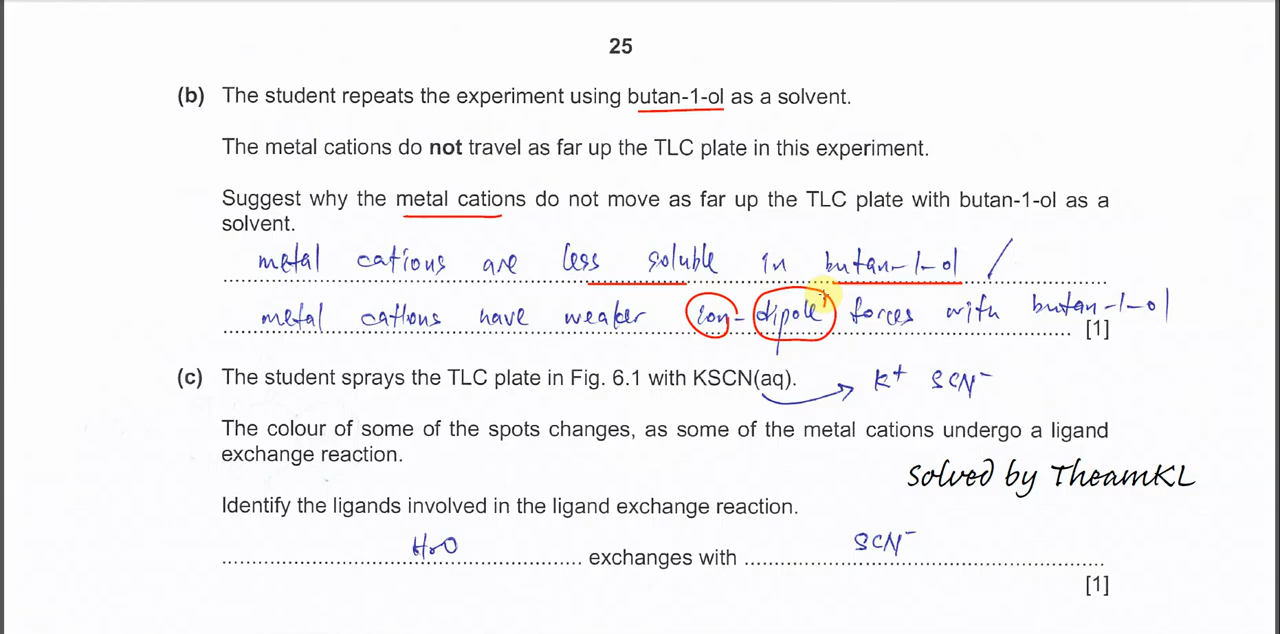 25
(b) The student repeats the experiment using butan-1-ol as a solvent.
The metal cations do not travel as far up the TLC plate in this experiment.
Suggest why the metal cations do not move as far up the TLC plate with butan-1-ol as a
solvent.
metal cations are less soluble in butan-1-ol /
metal cations have weaker ion-dipole forces with butan-1-ol
[1]
(c) The student sprays the TLC plate in Fig. 6.1 with KSCN(aq). K+ SCN-
The colour of some of the spots changes, as some of the metal cations undergo a ligand
exchange reaction.
Solved by TheamKL
Identify the ligands involved in the ligand exchange reaction.
H2O exchanges with SCN-
[1]